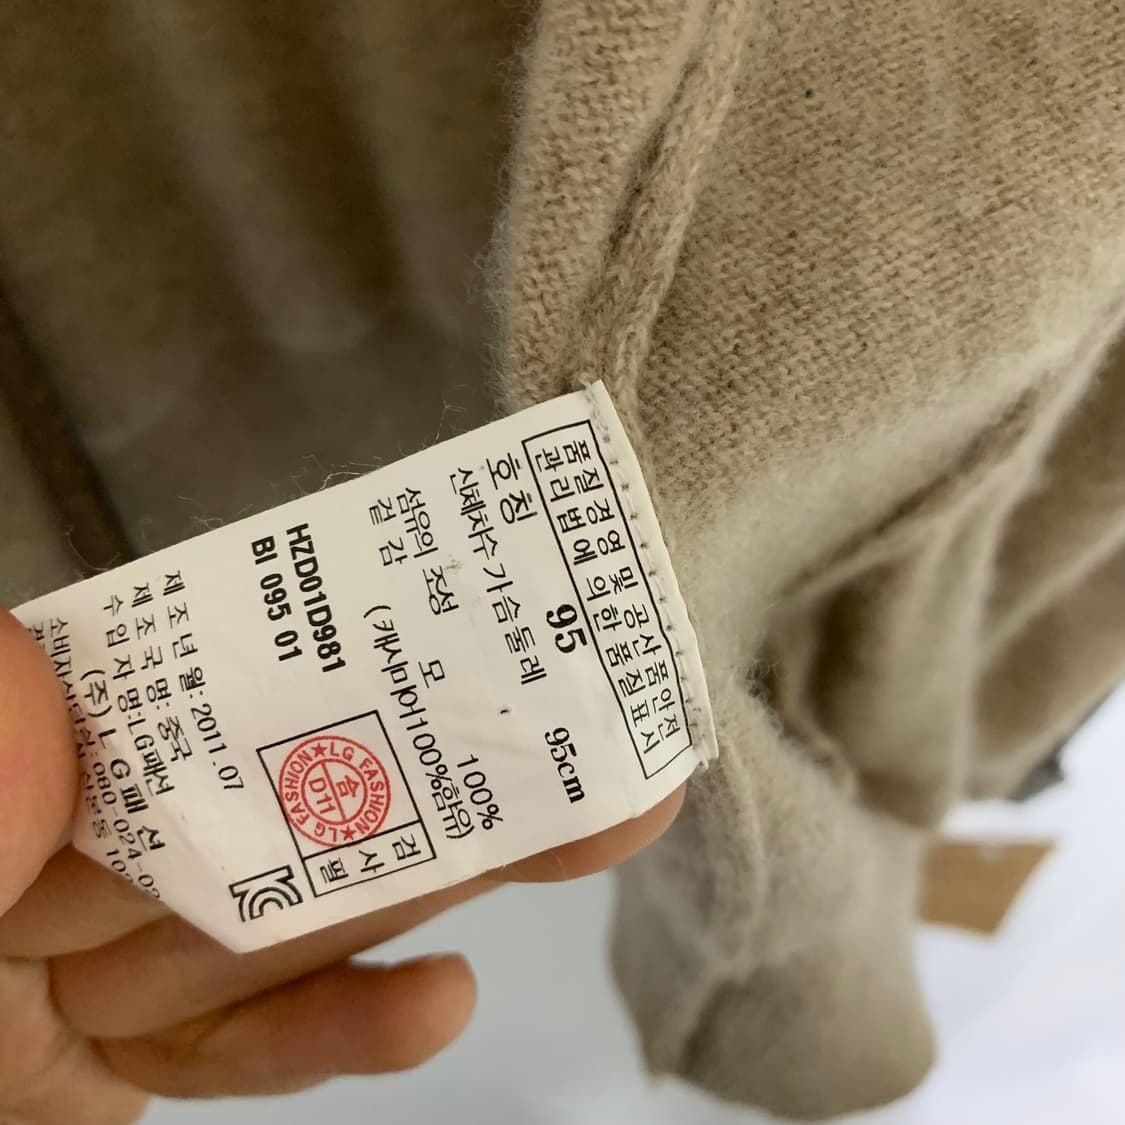 품질경영 및 공산품안전
관리법에 의한 품질표시
호칭 95
신체치수 가슴둘레 95cm
섬유의 조성
겉감 모 100%
(캐시미어100%함유)
HZD01D981
BI 095 01
검
사
필
LG FASHION★LG FASHION★
합
D11
제조년월: 2011.07
제조국명: 중국
수입자명: LG패션
(주) L G 패 션
080-024-0